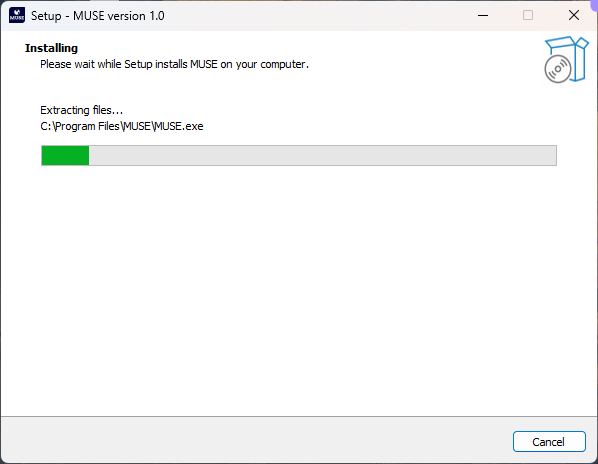 MUSE
Setup - MUSE version 1.0
Installing
Please wait while Setup installs MUSE on your computer.
Extracting files...
C:\Program Files\MUSE\MUSE.exe
Cancel